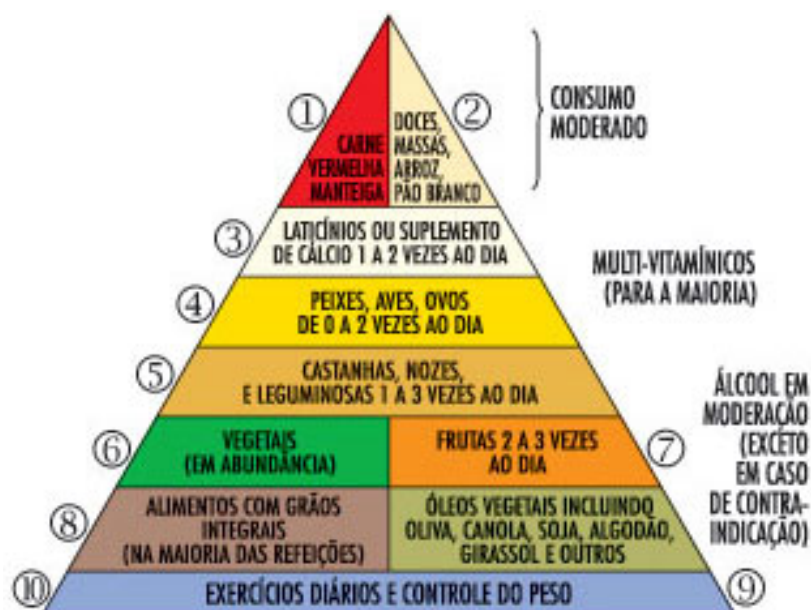 ①
CARNE
VERMELHA
MANTEIGA
②
DOCES,
MASSAS,
ARROZ,
PÃO BRANCO
CONSUMO
MODERADO
③
LATICÍNIOS OU SUPLEMENTO
DE CÁLCIO 1 A 2 VEZES AO DIA
MULTI-VITAMÍNICOS
(PARA A MAIORIA)
④
PEIXES, AVES, OVOS
DE 0 A 2 VEZES AO DIA
⑤
CASTANHAS, NOZES,
E LEGUMINOSAS 1 A 3 VEZES AO DIA
⑥
VEGETAIS
(EM ABUNDÂNCIA)
FRUTAS 2 A 3 VEZES
AO DIA
⑦
ÁLCOOL EM
MODERAÇÃO
(EXCÉTO
EM CASO
DE CONTRA-
INDICAÇÃO)
⑧
ALIMENTOS COM GRÃOS
INTEGRAIS
(NA MAIORIA DAS REFEIÇÕES)
ÓLEOS VEGETAIS INCLUINDO
OLIVA, CANOLA, SOJA, ALGODÃO,
GIRASSOL E OUTROS
⑨
⑩
EXERCÍCIOS DIÁRIOS E CONTROLE DO PESO